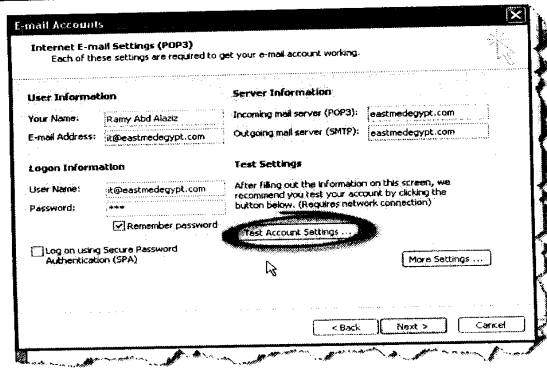 E-mail Accounts
Internet E-mail Settings (POP3)
Each of these settings are required to get your e-mail account working.
User Information
Your Name: Ramy Abd Alaziz
E-mail Address: it@eastmedegypt.com
Server Information
Incoming mail server (POP3): eastmedegypt.com
Outgoing mail server (SMTP): eastmedegypt.com
Logon Information
User Name: it@eastmedegypt.com
Password: ***
Remember password
Log on using Secure Password
Authentication (SPA)
Test Settings
After filling out the information on this screen, we
recommend you test your account by clicking the
button below. (Requires network connection)
Test Account Settings ...
More Settings ...
< Back
Next >
Cancel